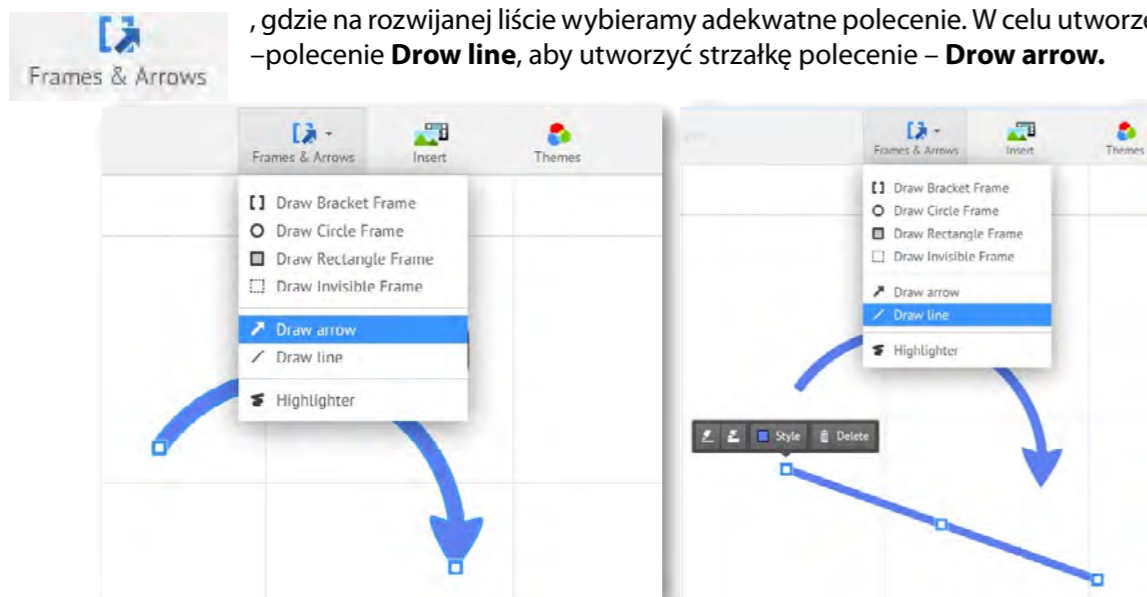 , gdzie na rozwijanej liście wybieramy adekwatne polecenie. W celu utworze
–polecenie Drow line, aby utworzyć strzałkę polecenie – Drow arrow.
Frames & Arrows
Frames & Arrows
Insert
Themes
Draw Bracket Frame
Draw Circle Frame
Draw Rectangle Frame
Draw Invisible Frame
Draw arrow
Draw line
Highlighter
Frames & Arrows
Insert
Themes
Draw Bracket Frame
Draw Circle Frame
Draw Rectangle Frame
Draw Invisible Frame
Draw arrow
Draw line
Highlighter
Style
Delete